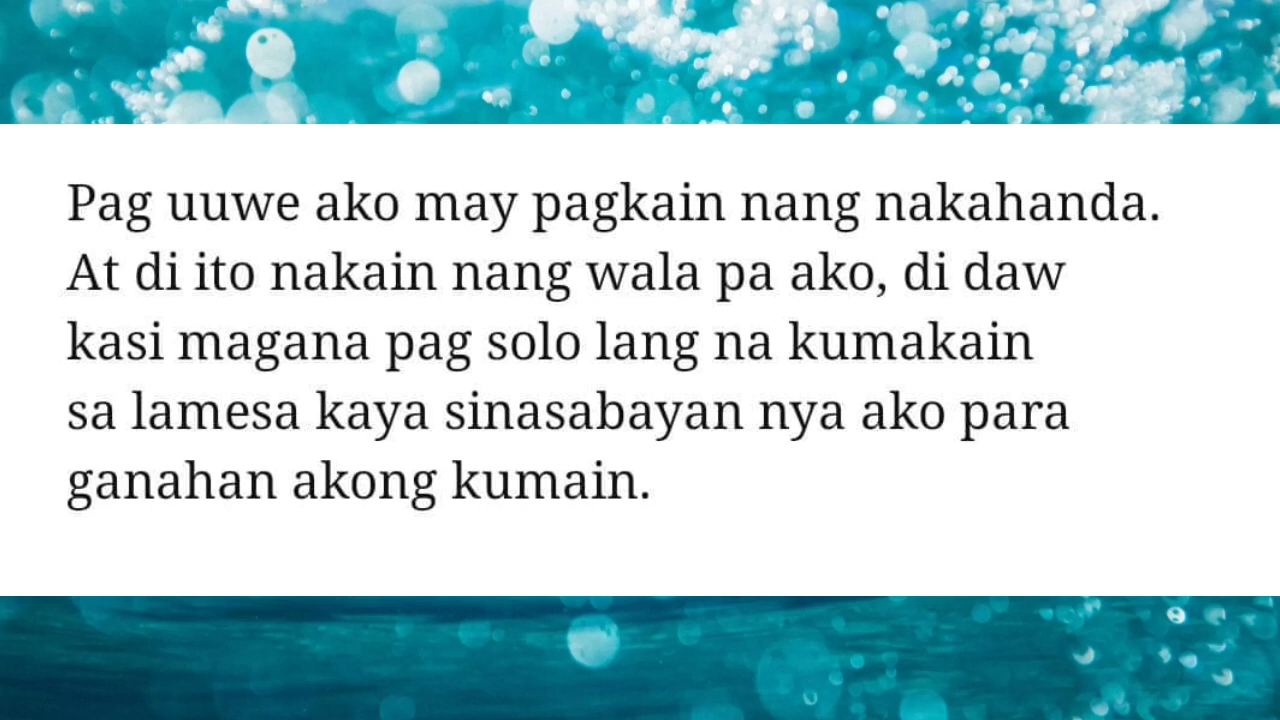 Pag uuwe ako may pagkain nang nakahanda.
At di ito nakain nang wala pa ako, di daw
kasi magana pag solo lang na kumakain
sa lamesa kaya sinasabayan nya ako para
ganahan akong kumain.